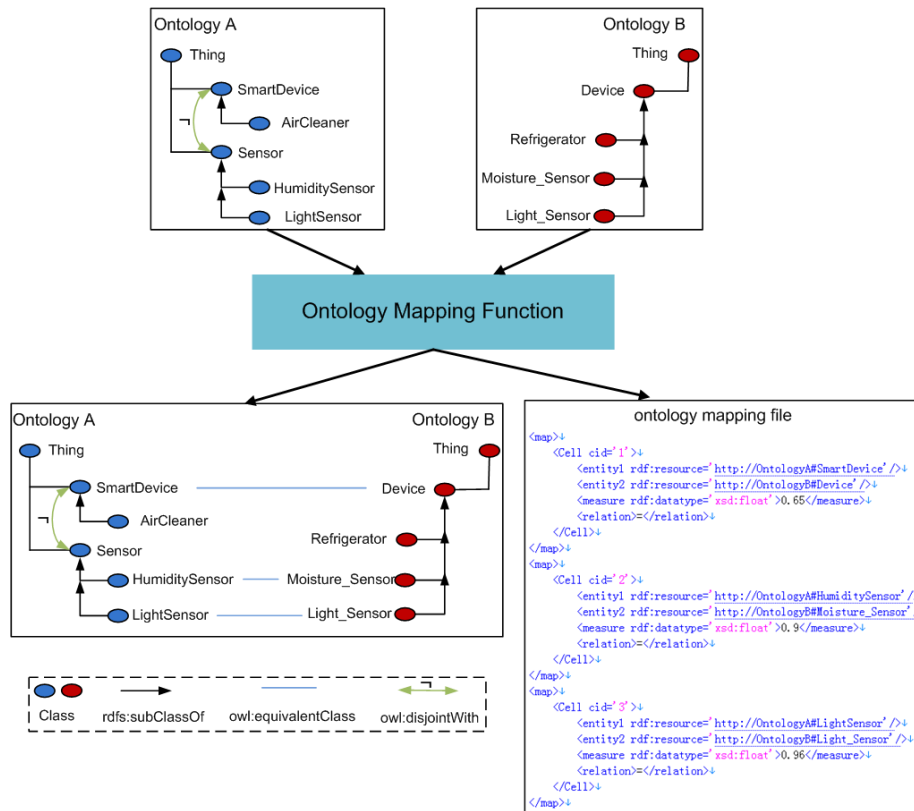 Ontology A
Thing
SmartDevice
AirCleaner
¬
Sensor
HumiditySensor
LightSensor
Ontology B
Thing
Device
Refrigerator
Moisture_Sensor
Light_Sensor
Ontology Mapping Function
Ontology A
Thing
SmartDevice
AirCleaner
¬
Sensor
HumiditySensor
LightSensor
Ontology B
Thing
Device
Refrigerator
Moisture_Sensor
Light_Sensor
Class
rdfs:subClassOf
owl:equivalentClass
¬
owl:disjointWith
ontology mapping file
<map>↓
<Cell cid='1'>↓
<entity1 rdf:resource='http://OntologyA#SmartDevice'/>↓
<entity2 rdf:resource='http://OntologyB#Device'/>↓
<measure rdf:datatype='xsd:float'>0.65</measure>↓
<relation>=</relation>↓
</Cell>↓
</map>↓
<map>↓
<Cell cid='2'>↓
<entity1 rdf:resource='http://OntologyA#HumiditySensor'/>
<entity2 rdf:resource='http://OntologyB#Moisture_Sensor'/
<measure rdf:datatype='xsd:float'>0.9</measure>↓
<relation>=</relation>↓
</Cell>↓
</map>↓
<map>↓
<Cell cid='3'>↓
<entity1 rdf:resource='http://OntologyA#LightSensor'/>↓
<entity2 rdf:resource='http://OntologyB#Light_Sensor'/>↓
<measure rdf:datatype='xsd:float'>0.96</measure>↓
<relation>=</relation>↓
</Cell>↓
</map>↓